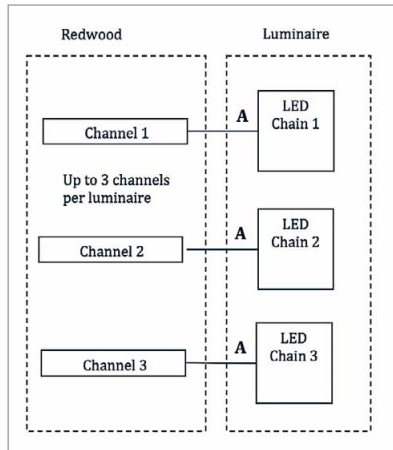 Redwood
Luminaire
A
LED
Chain 1
Channel 1
Up to 3 channels
per luminaire
A
LED
Chain 2
Channel 2
A
LED
Chain 3
Channel 3